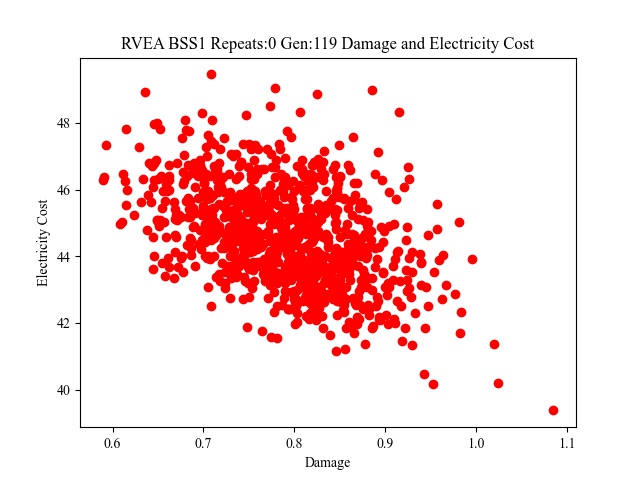 RVEA BSS1 Repeats:0 Gen:119 Damage and Electricity Cost
Electricity Cost
48
46
44
42
40
0.6 0.7 0.8 0.9 1.0 1.1
Damage